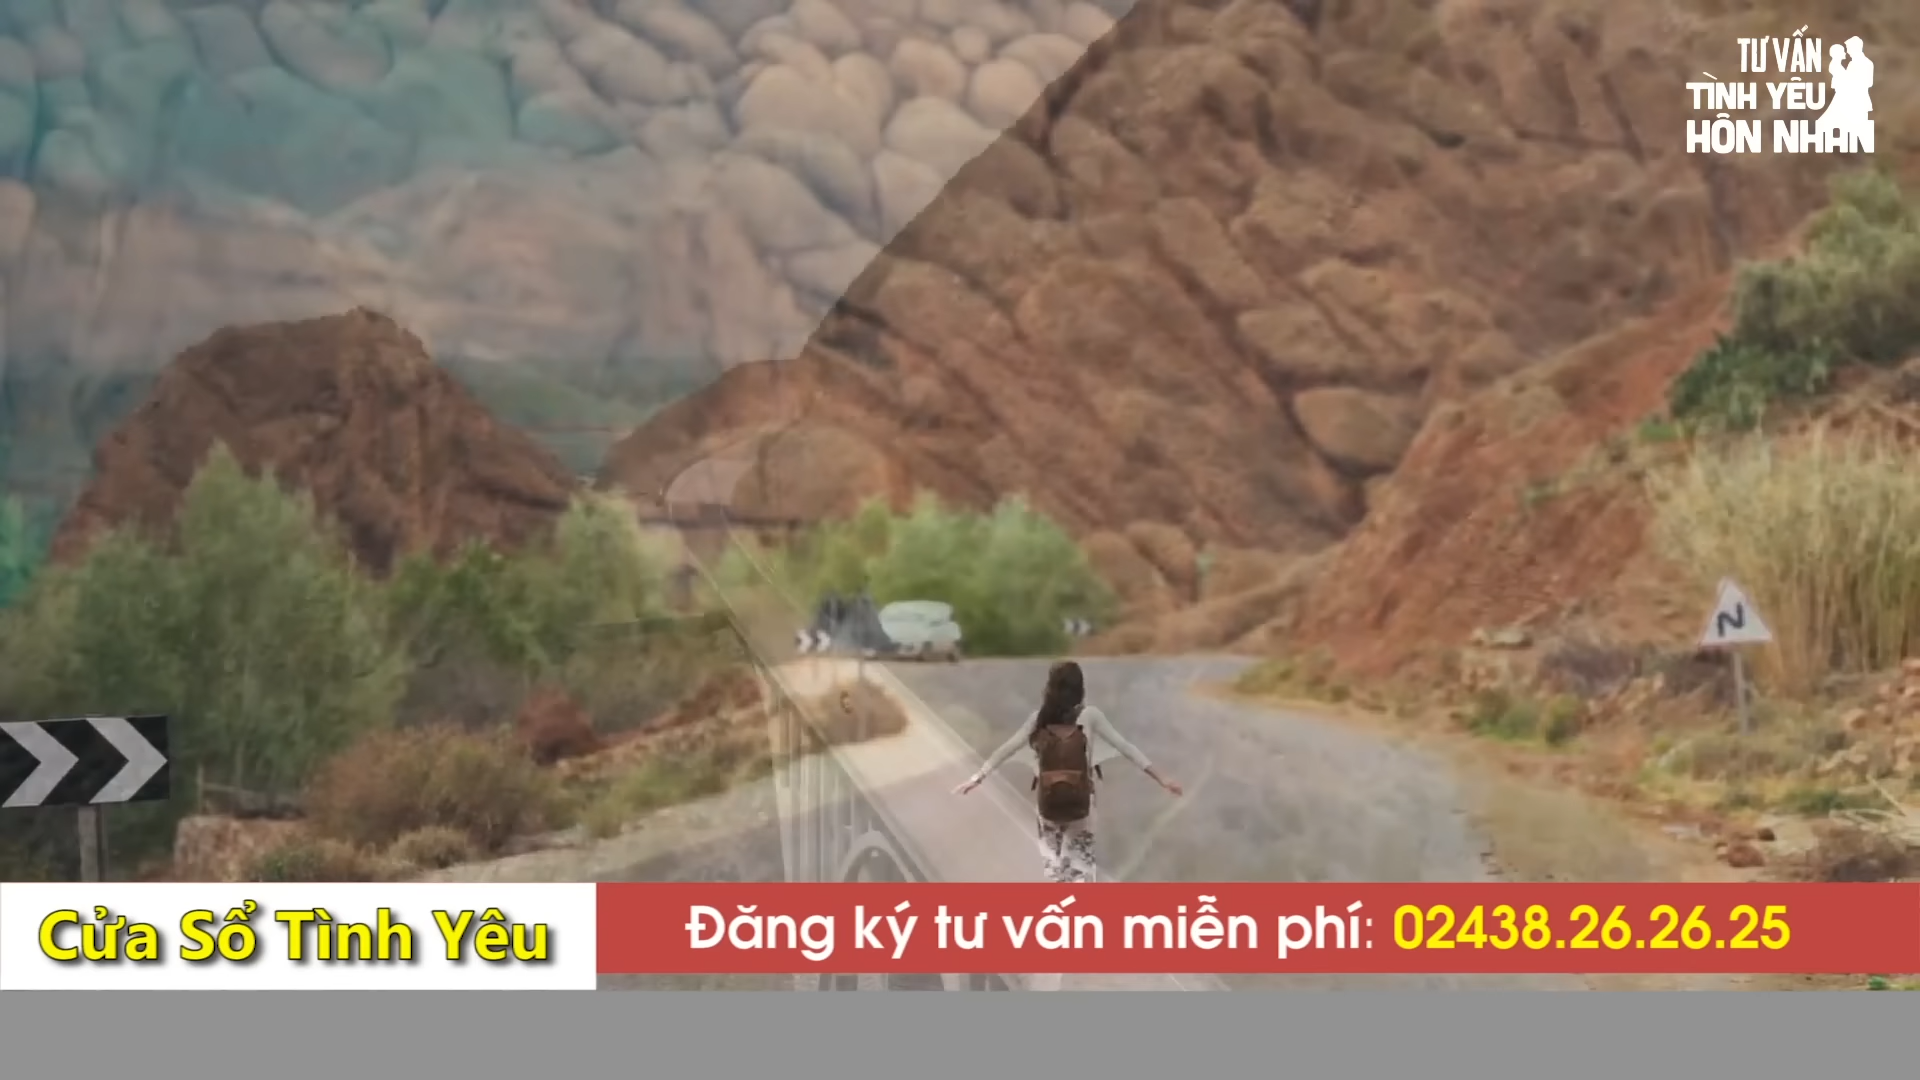 TƯ VẤN
TÌNH YÊU
HÔN NHÂN
N
Cửa Sổ Tình Yêu
Đăng ký tư vấn miễn phí: 02438.26.26.25